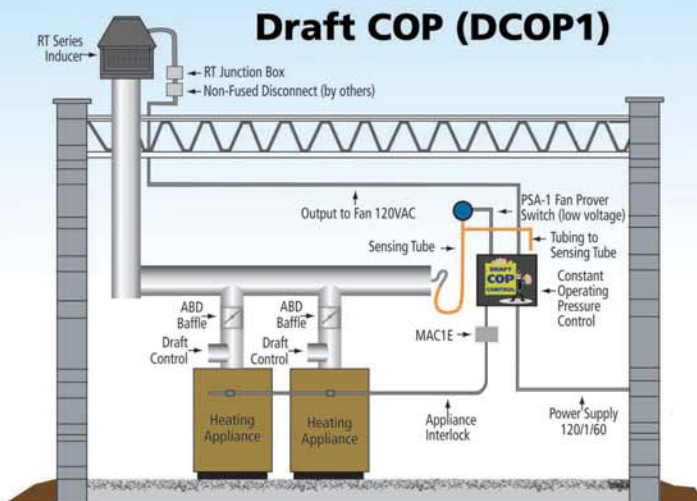 Draft COP (DCOP1)
RT Series
Inducer
RT Junction Box
Non-Fused Disconnect (by others)
Output to Fan 120VAC
PSA-1 Fan Prover
Switch (low voltage)
Sensing Tube
Tubing to
Sensing Tube
DRAFT
COP
CONTROL
Constant
Operating
Pressure
Control
ABD
Baffle
ABD
Baffle
Draft
Control
Draft
Control
MAC1E
Heating
Appliance
Heating
Appliance
Appliance
Interlock
Power Supply
120/1/60